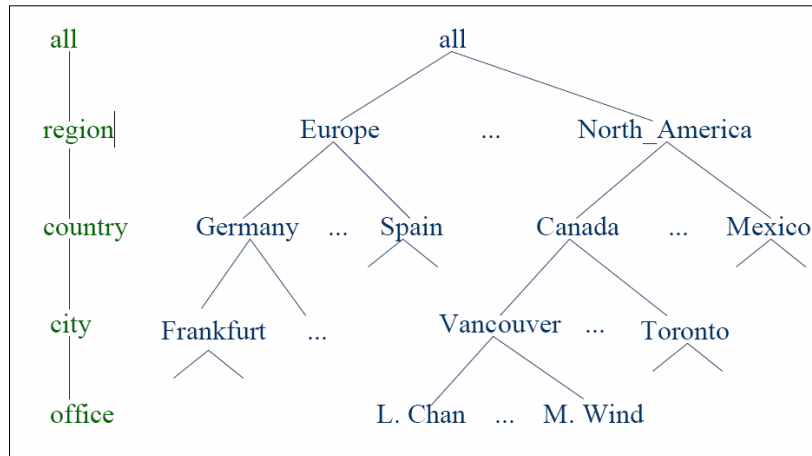 all all
region Europe ... North_America
country Germany ... Spain Canada ... Mexico
city Frankfurt ... Vancouver ... Toronto
office L. Chan ... M. Wind